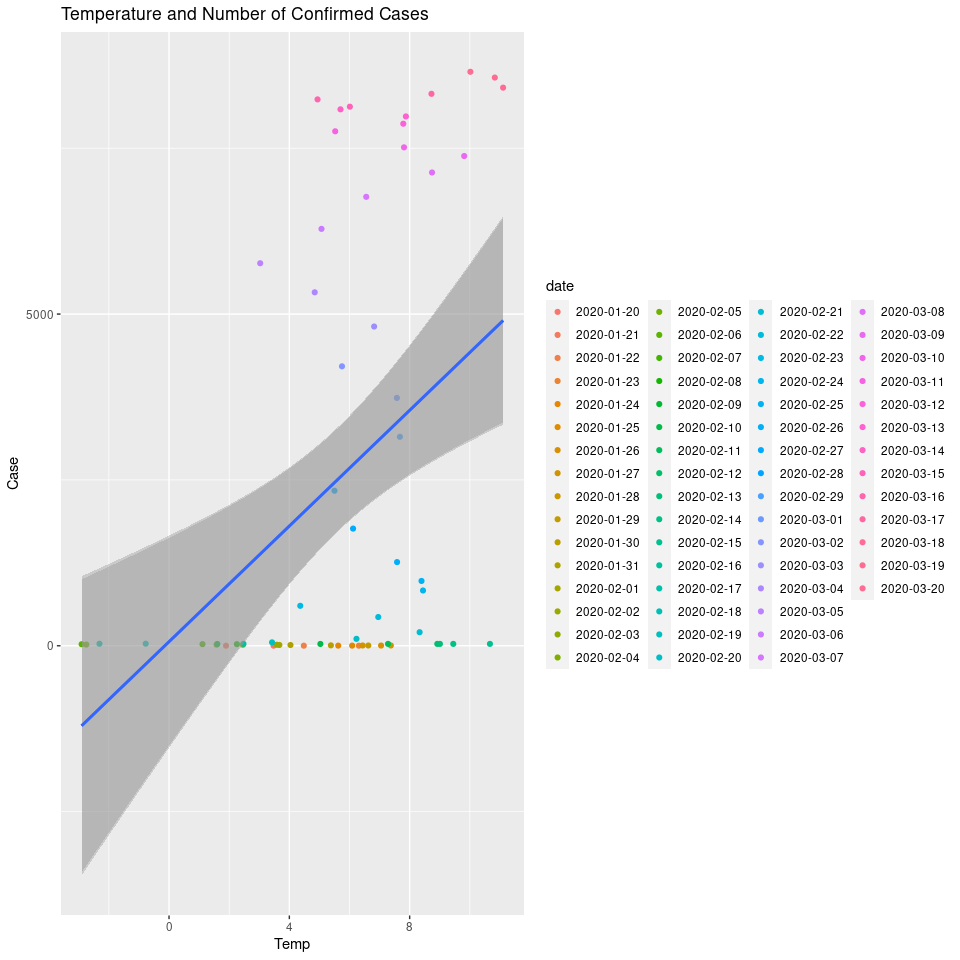 Temperature and Number of Confirmed Cases
Case
5000
0
0 4 8
Temp
date
2020-01-20 2020-02-05 2020-02-21 2020-03-08
2020-01-21 2020-02-06 2020-02-22 2020-03-09
2020-01-22 2020-02-07 2020-02-23 2020-03-10
2020-01-23 2020-02-08 2020-02-24 2020-03-11
2020-01-24 2020-02-09 2020-02-25 2020-03-12
2020-01-25 2020-02-10 2020-02-26 2020-03-13
2020-01-26 2020-02-11 2020-02-27 2020-03-14
2020-01-27 2020-02-12 2020-02-28 2020-03-15
2020-01-28 2020-02-13 2020-02-29 2020-03-16
2020-01-29 2020-02-14 2020-03-01 2020-03-17
2020-01-30 2020-02-15 2020-03-02 2020-03-18
2020-01-31 2020-02-16 2020-03-03 2020-03-19
2020-02-01 2020-02-17 2020-03-04 2020-03-20
2020-02-02 2020-02-18 2020-03-05
2020-02-03 2020-02-19 2020-03-06
2020-02-04 2020-02-20 2020-03-07